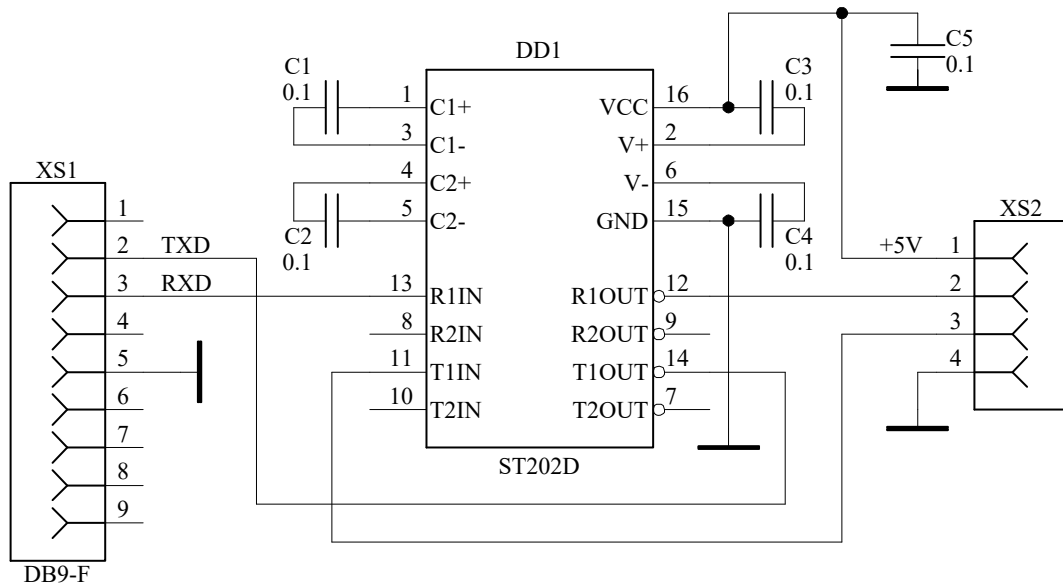 DD1
C1
0.1
C3
0.1
C5
0.1
1 C1+ VCC 16
3 C1- V+ 2
4 C2+ V- 6
5 C2- GND 15
C2
0.1
C4
0.1
13 R1IN R1OUT 12
8 R2IN R2OUT 9
11 T1IN T1OUT 14
10 T2IN T2OUT 7
ST202D
XS1
1
2 TXD
3 RXD
4
5
6
7
8
9
DB9-F
XS2
+5V 1
2
3
4